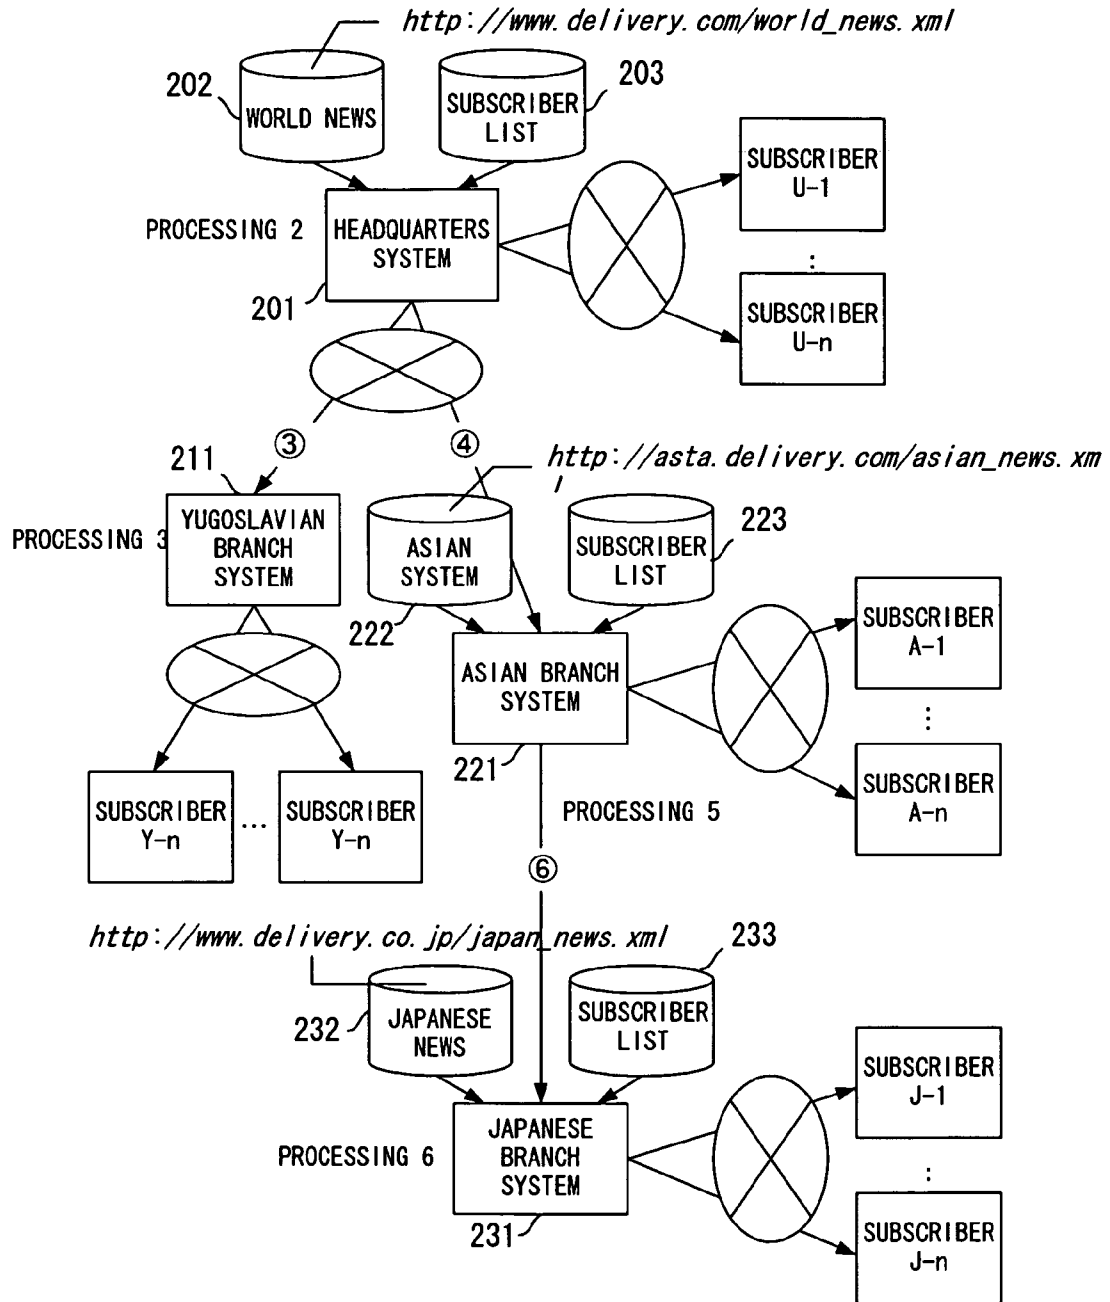 http://www.delivery.com/world_news.xml
202
203
WORLD NEWS
SUBSCRIBER
LIST
SUBSCRIBER
U-1
PROCESSING 2
HEADQUARTERS
SYSTEM
201
⋮
SUBSCRIBER
U-n
③
④
211
http://asta.delivery.com/asian_news.xm
l
PROCESSING 3
YUGOSLAVIAN
BRANCH
SYSTEM
ASIAN
SYSTEM
SUBSCRIBER
LIST
223
222
SUBSCRIBER
A-1
ASIAN BRANCH
SYSTEM
⋮
221
SUBSCRIBER
Y-n
...
SUBSCRIBER
Y-n
PROCESSING 5
SUBSCRIBER
A-n
⑥
http://www.delivery.co.jp/japan_news.xml
233
232
JAPANESE
NEWS
SUBSCRIBER
LIST
SUBSCRIBER
J-1
PROCESSING 6
JAPANESE
BRANCH
SYSTEM
⋮
231
SUBSCRIBER
J-n